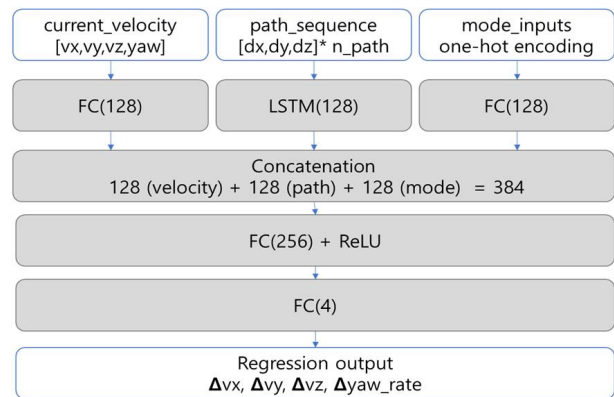 current_velocity
[vx,vy,vz,yaw]
path_sequence
[dx,dy,dz]* n_path
mode_inputs
one-hot encoding
FC(128)
LSTM(128)
FC(128)
Concatenation
128 (velocity) + 128 (path) + 128 (mode)  = 384
FC(256) + ReLU
FC(4)
Regression output
Δvx, Δvy, Δvz, Δyaw_rate